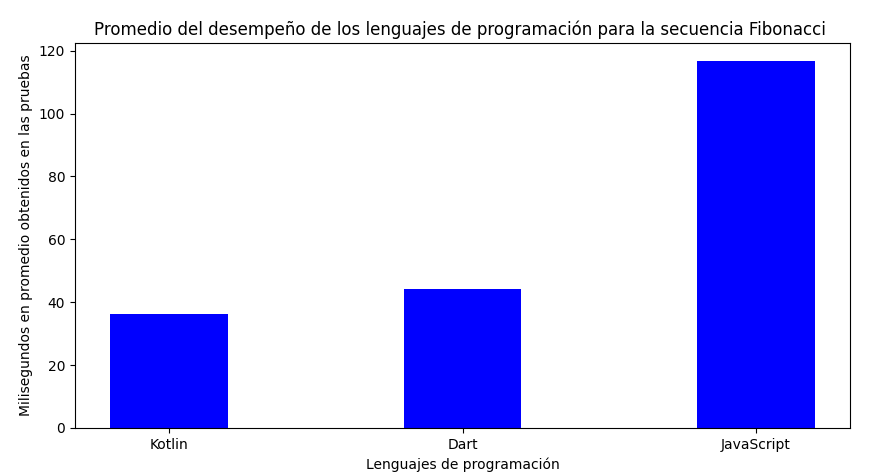 Promedio del desempeño de los lenguajes de programación para la secuencia Fibonacci
Milisegundos en promedio obtenidos en las pruebas
120
100
80
60
40
20
0
Kotlin
Dart
JavaScript
Lenguajes de programación